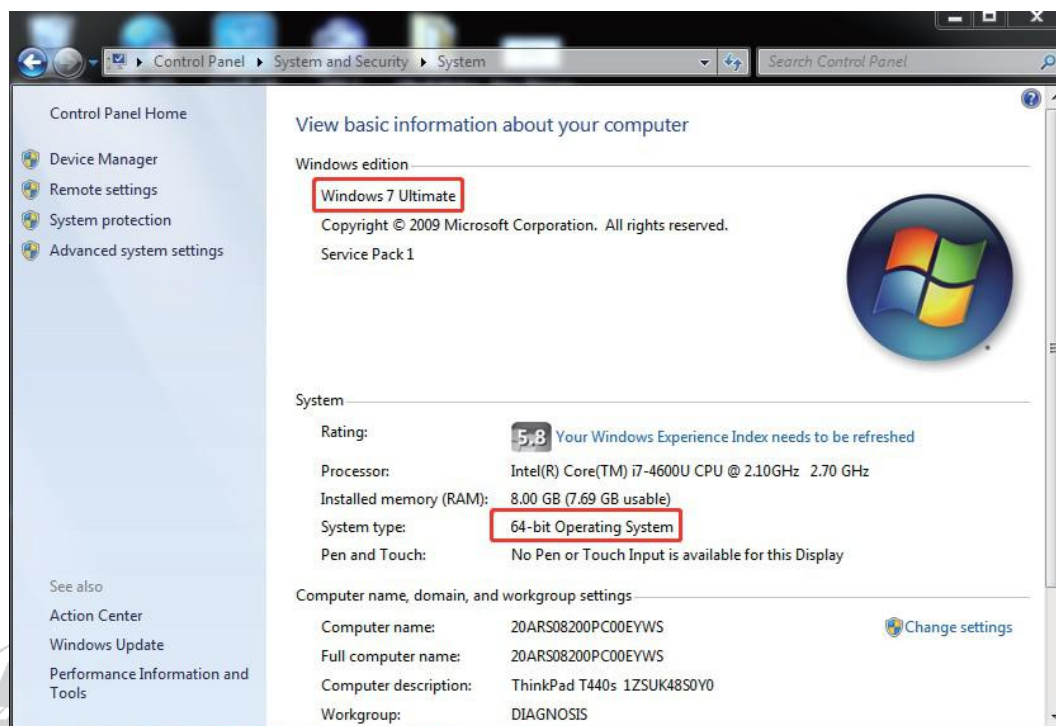 Control Panel ▸ System and Security ▸ System
Search Control Panel
Control Panel Home
Device Manager
Remote settings
System protection
Advanced system settings
See also
Action Center
Windows Update
Performance Information and
Tools
View basic information about your computer
Windows edition
Windows 7 Ultimate
Copyright © 2009 Microsoft Corporation. All rights reserved.
Service Pack 1
System
Rating: 5,8 Your Windows Experience Index needs to be refreshed
Processor: Intel(R) Core(TM) i7-4600U CPU @ 2.10GHz 2.70 GHz
Installed memory (RAM): 8.00 GB (7.69 GB usable)
System type: 64-bit Operating System
Pen and Touch: No Pen or Touch Input is available for this Display
Computer name, domain, and workgroup settings
Computer name: 20ARS08200PC00EYWS Change settings
Full computer name: 20ARS08200PC00EYWS
Computer description: ThinkPad T440s 1ZSUK48S0Y0
Workgroup: DIAGNOSIS